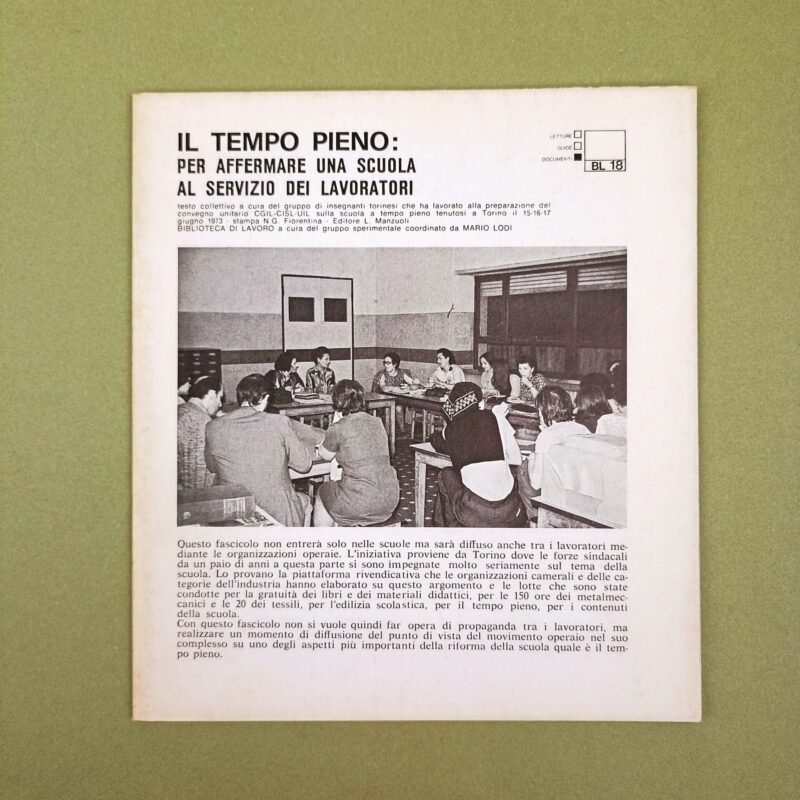 IL TEMPO PIENO:
PER AFFERMARE UNA SCUOLA
AL SERVIZIO DEI LAVORATORI
LETTURE
GUIDE
DOCUMENTI
BL 18
testo collettivo a cura del gruppo di insegnanti torinesi che ha lavorato alla preparazione del
convegno unitario CGIL-CISL-UIL sulla scuola a tempo pieno tenutosi a Torino il 15-16-17
giugno 1973 - stampa N.G. Fiorentina - Editore L. Manzuoli
BIBLIOTECA DI LAVORO a cura del gruppo sperimentale coordinato da MARIO LODI
Questo fascicolo non entrerà solo nelle scuole ma sarà diffuso anche tra i lavoratori me-
diante le organizzazioni operaie. L'iniziativa proviene da Torino dove le forze sindacali
da un paio di anni a questa parte si sono impegnate molto seriamente sul tema della
scuola. Lo provano la piattaforma rivendicativa che le organizzazioni camerali e delle ca-
tegorie dell'industria hanno elaborato su questo argomento e le lotte che sono state
condotte per la gratuità dei libri e dei materiali didattici, per le 150 ore dei metalmec-
canici e le 20 dei tessili, per l'edilizia scolastica, per il tempo pieno, per i contenuti
della scuola.
Con questo fascicolo non si vuole quindi far opera di propaganda tra i lavoratori, ma
realizzare un momento di diffusione del punto di vista del movimento operaio nel suo
complesso su uno degli aspetti più importanti della riforma della scuola quale è il tem-
po pieno.